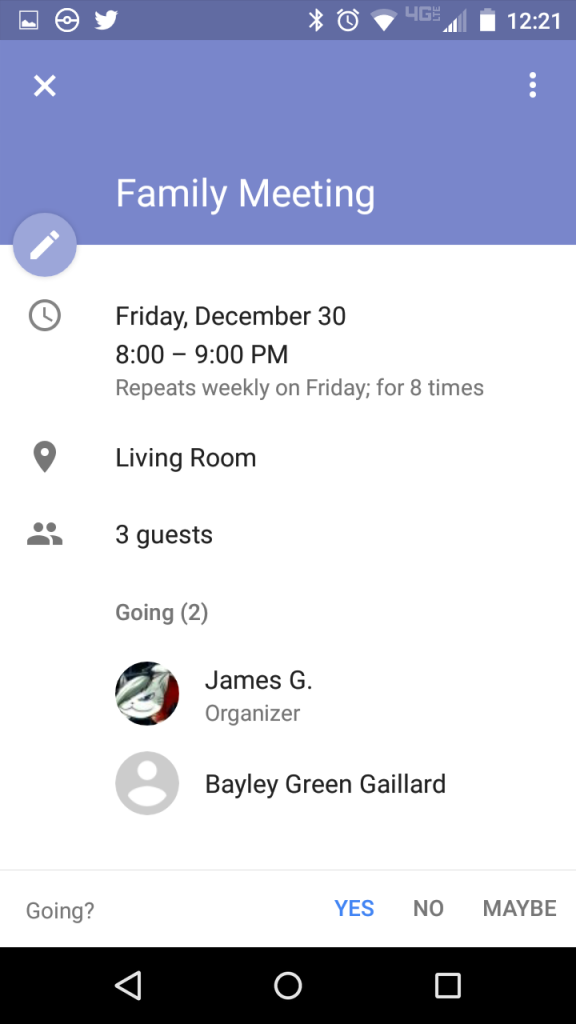 4G LTE 12:21
Family Meeting
Friday, December 30
8:00 – 9:00 PM
Repeats weekly on Friday; for 8 times
Living Room
3 guests
Going (2)
James G.
Organizer
Bayley Green Gaillard
Going? YES NO MAYBE